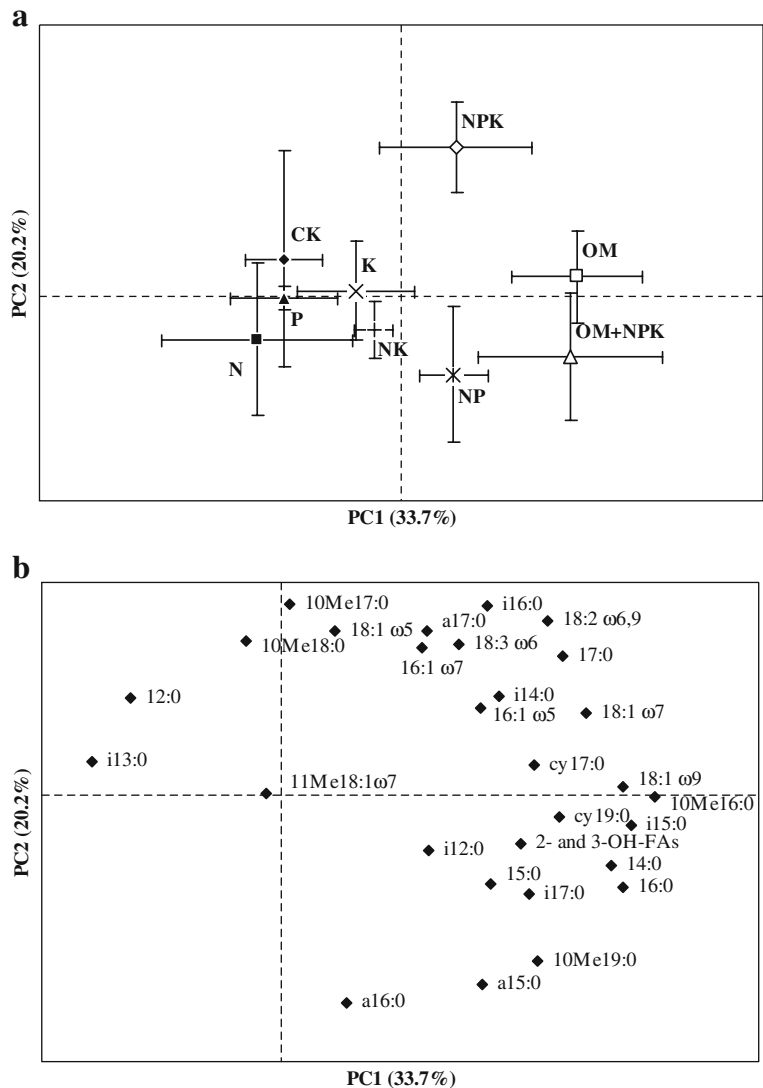 a
NPK
CK
OM
K
P
OM+NPK
NK
N
NP
PC2 (20.2%)
PC1 (33.7%)
b
10Me17:0
i16:0
18:1 ω5
a17:0
18:2 ω6,9
10Me18:0
16:1 ω7
18:3 ω6
17:0
12:0
i14:0
16:1 ω5
18:1 ω7
i13:0
cy17:0
11Me18:1ω7
18:1 ω9
10Me16:0
cy19:0
i15:0
2- and 3-OH-FAs
i12:0
14:0
15:0
16:0
i17:0
10Me19:0
a15:0
a16:0
PC2 (20.2%)
PC1 (33.7%)